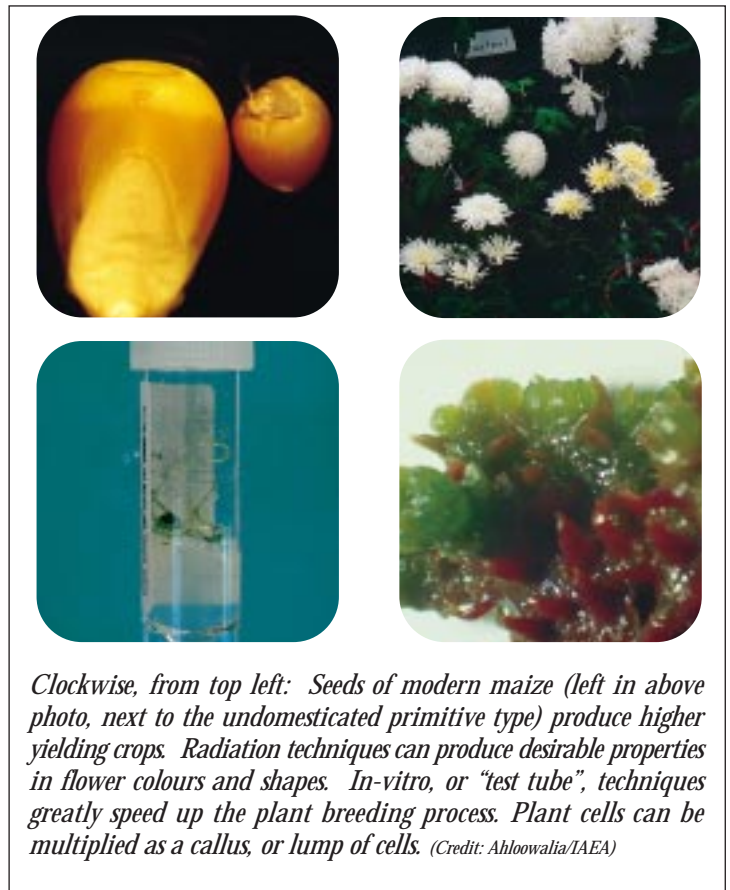 Clockwise, from top left: Seeds of modern maize (left in above
photo, next to the undomesticated primitive type) produce higher
yielding crops. Radiation techniques can produce desirable properties
in flower colours and shapes. In-vitro, or “test tube”, techniques
greatly speed up the plant breeding process. Plant cells can be
multiplied as a callus, or lump of cells. (Credit: Ahloowalia/IAEA)